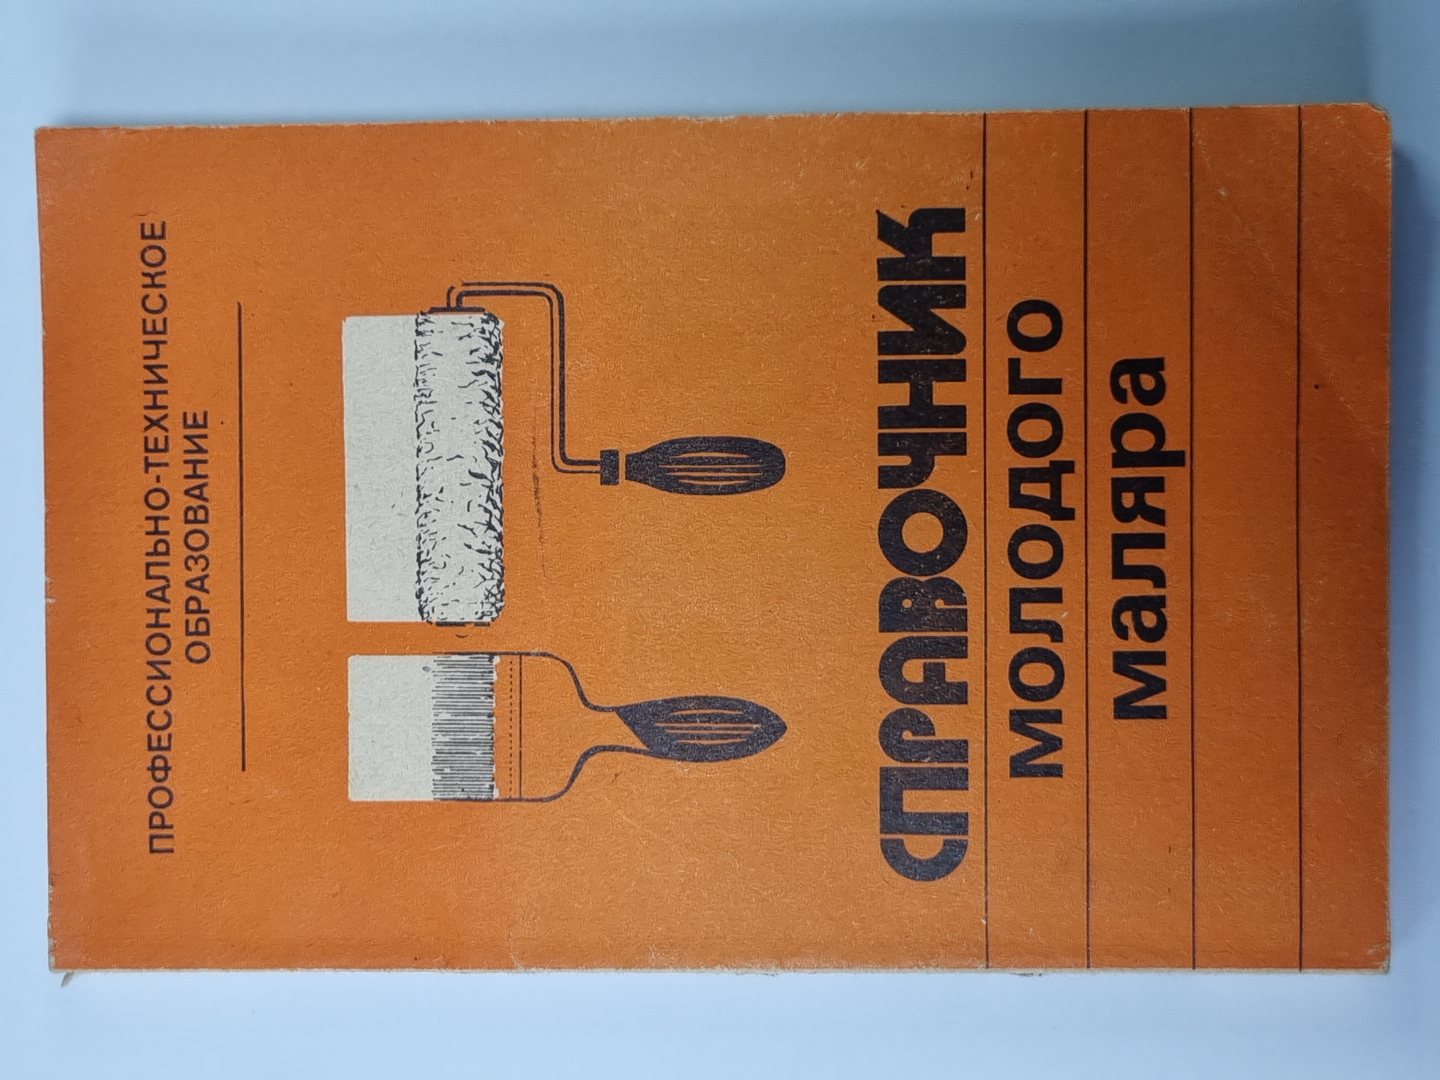 ПРОФЕССИОНАЛЬНО-ТЕХНИЧЕСКОЕ
ОБРАЗОВАНИЕ
СПРАВОЧНИК
МОЛОДОГО
маляра